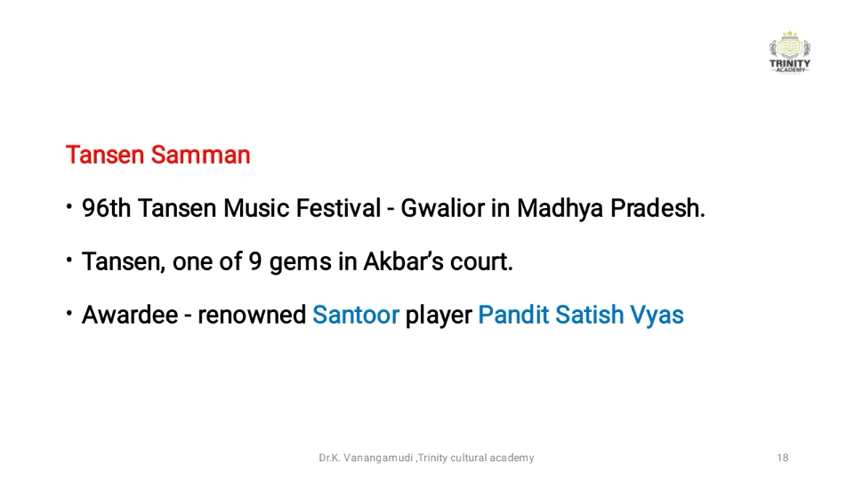 TRINITY
ACADEMY
Tansen Samman
• 96th Tansen Music Festival - Gwalior in Madhya Pradesh.
• Tansen, one of 9 gems in Akbar’s court.
• Awardee - renowned Santoor player Pandit Satish Vyas
Dr.K. Vanangamudi ,Trinity cultural academy 18